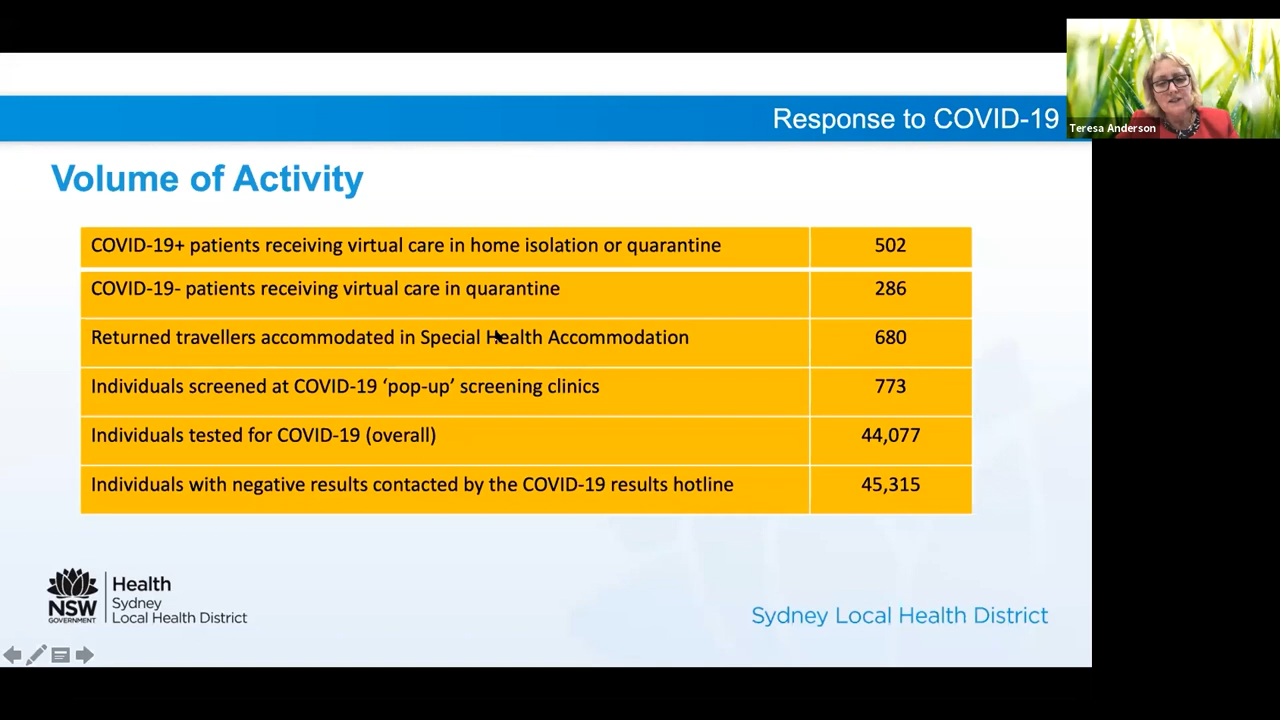 Response to COVID-19
Teresa Anderson
Volume of Activity
COVID-19+ patients receiving virtual care in home isolation or quarantine 502
COVID-19- patients receiving virtual care in quarantine 286
Returned travellers accommodated in Special Health Accommodation 680
Individuals screened at COVID-19 ‘pop-up’ screening clinics 773
Individuals tested for COVID-19 (overall) 44,077
Individuals with negative results contacted by the COVID-19 results hotline 45,315
NSW
GOVERNMENT
Health
Sydney
Local Health District
Sydney Local Health District